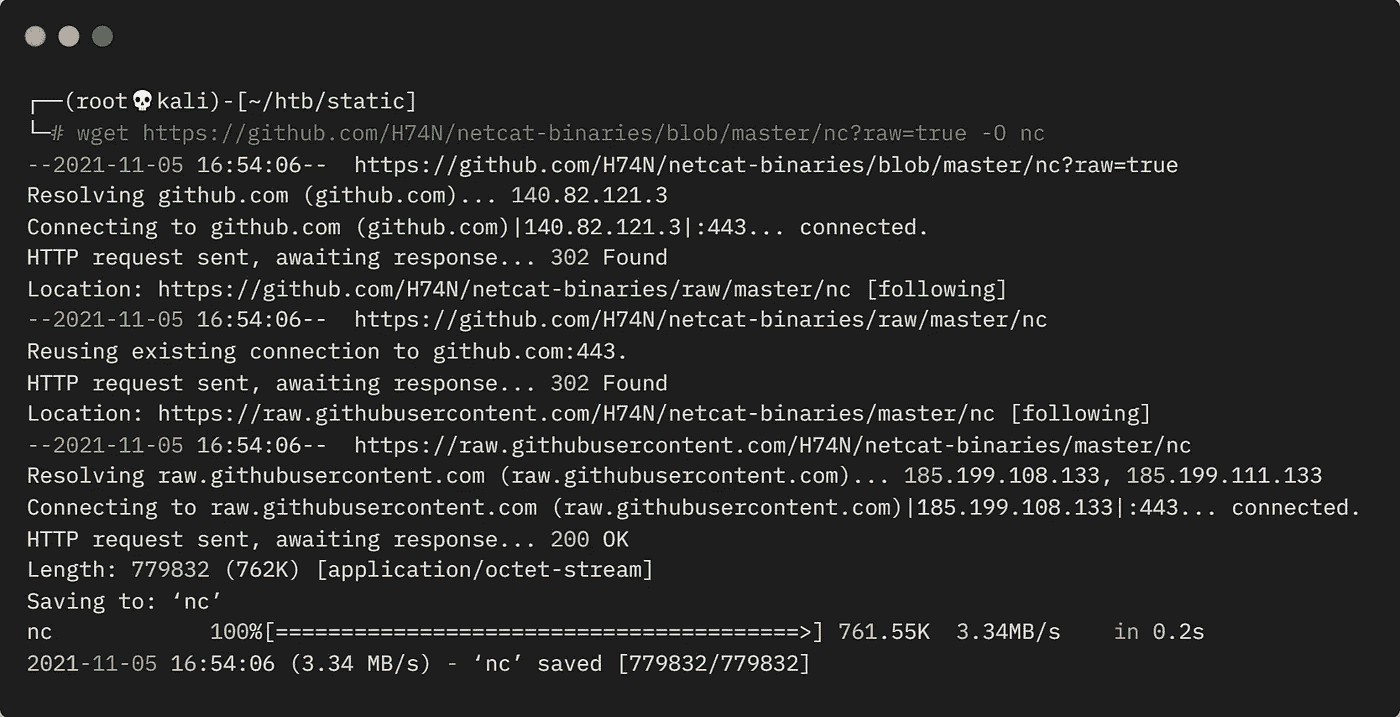 ┌──(root💀kali)-[~/htb/static]
└─# wget https://github.com/H74N/netcat-binaries/blob/master/nc?raw=true -O nc
--2021-11-05 16:54:06--  https://github.com/H74N/netcat-binaries/blob/master/nc?raw=true
Resolving github.com (github.com)... 140.82.121.3
Connecting to github.com (github.com)|140.82.121.3|:443... connected.
HTTP request sent, awaiting response... 302 Found
Location: https://github.com/H74N/netcat-binaries/raw/master/nc [following]
--2021-11-05 16:54:06--  https://github.com/H74N/netcat-binaries/raw/master/nc
Reusing existing connection to github.com:443.
HTTP request sent, awaiting response... 302 Found
Location: https://raw.githubusercontent.com/H74N/netcat-binaries/master/nc [following]
--2021-11-05 16:54:06--  https://raw.githubusercontent.com/H74N/netcat-binaries/master/nc
Resolving raw.githubusercontent.com (raw.githubusercontent.com)... 185.199.108.133, 185.199.111.133
Connecting to raw.githubusercontent.com (raw.githubusercontent.com)|185.199.108.133|:443... connected.
HTTP request sent, awaiting response... 200 OK
Length: 779832 (762K) [application/octet-stream]
Saving to: ‘nc’
nc            100%[========================================>] 761.55K  3.34MB/s    in 0.2s
2021-11-05 16:54:06 (3.34 MB/s) - ‘nc’ saved [779832/779832]